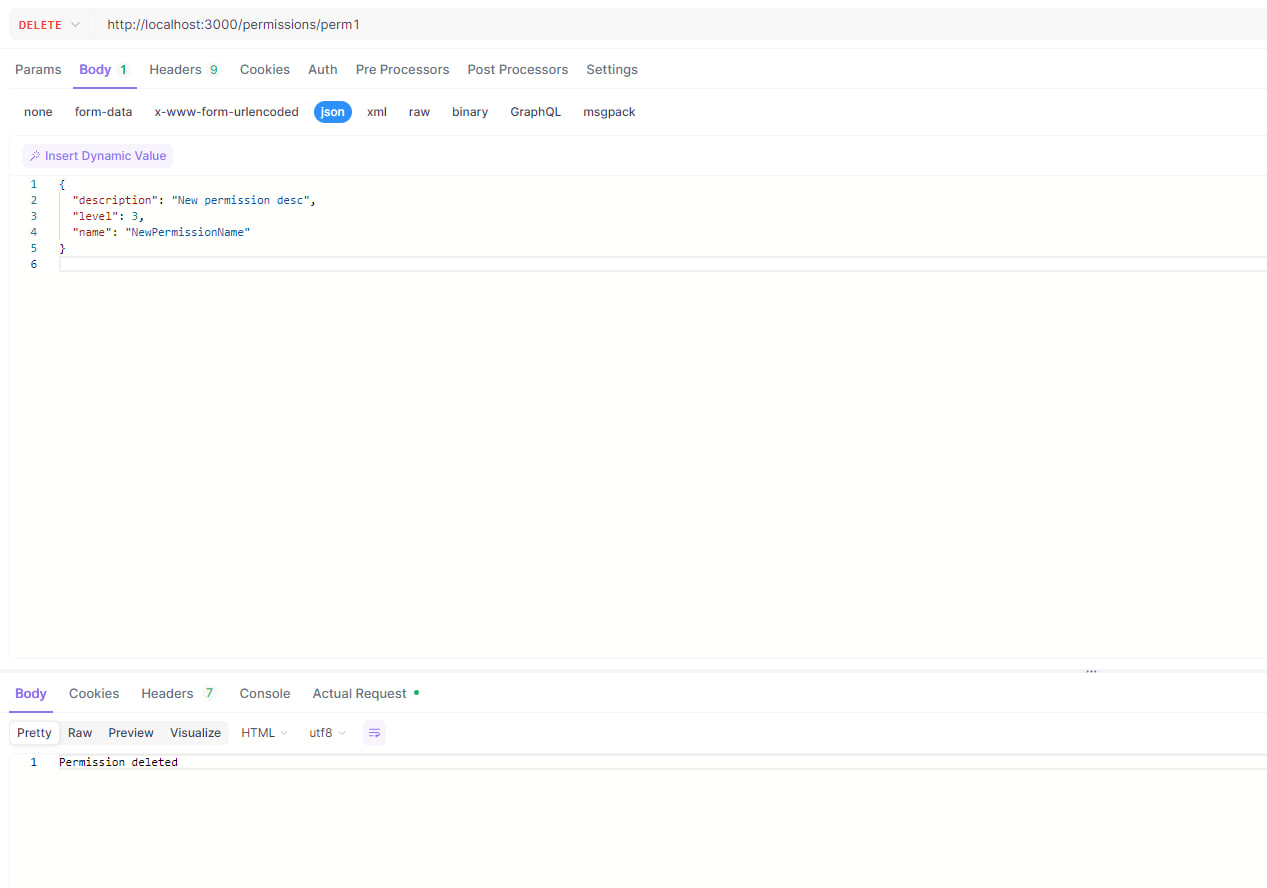 DELETE http://localhost:3000/permissions/perm1
Params Body 1 Headers 9 Cookies Auth Pre Processors Post Processors Settings
none form-data x-www-form-urlencoded json xml raw binary GraphQL msgpack
Insert Dynamic Value
1 {
2 "description": "New permission desc",
3 "level": 3,
4 "name": "NewPermissionName"
5 }
6
...
Body Cookies Headers 7 Console Actual Request
Pretty Raw Preview Visualize HTML utf8
1 Permission deleted